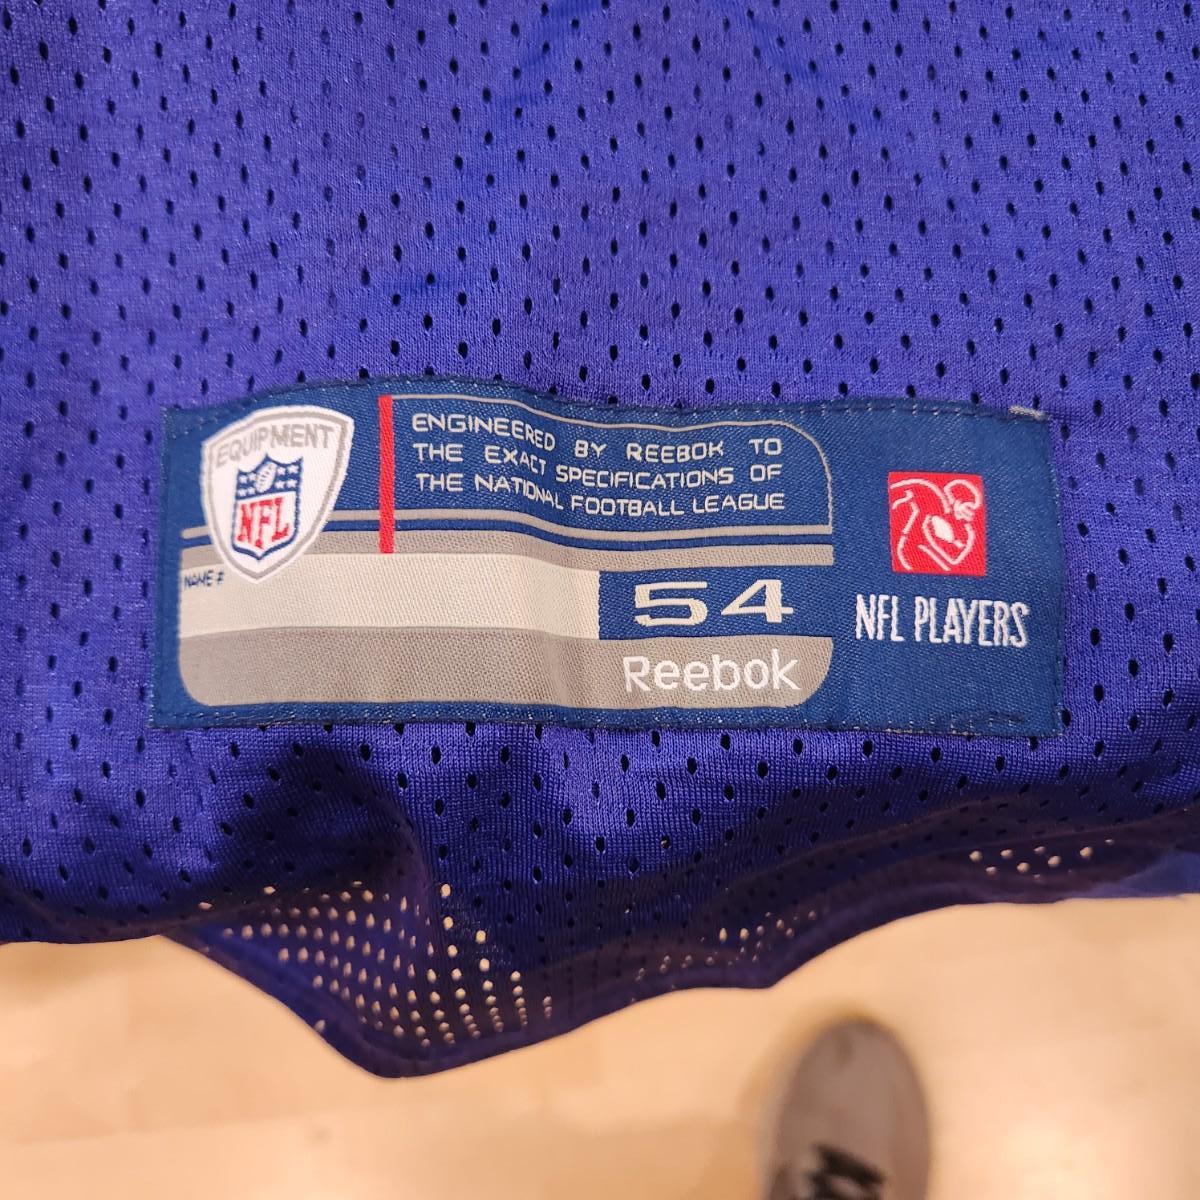 EQUIPMENT
NFL
ENGINEERED BY REEBOK TO
THE EXACT SPECIFICATIONS OF
THE NATIONAL FOOTBALL LEAGUE
NAME #
54
Reebok
NFL PLAYERS